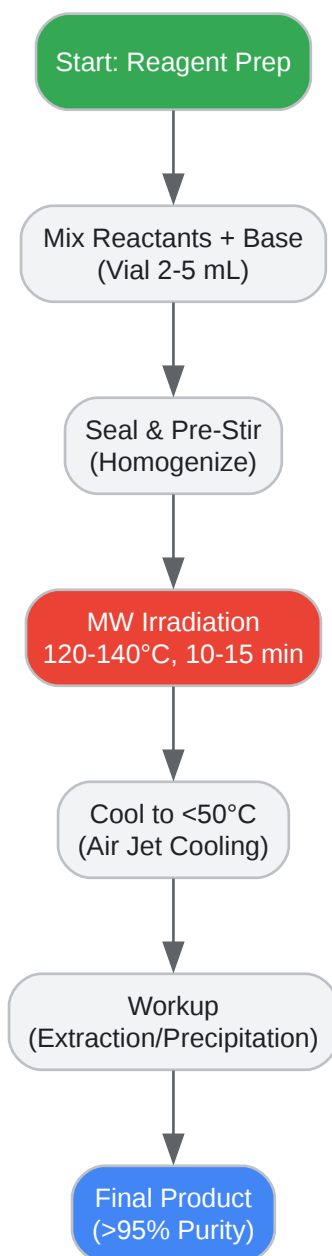 Start: Reagent Prep
Mix Reactants + Base
(Vial 2-5 mL)
Seal & Pre-Stir
(Homogenize)
MW Irradiation
120-140°C, 10-15 min
Cool to <50°C
(Air Jet Cooling)
Workup
(Extraction/Precipitation)
Final Product
(>95% Purity)